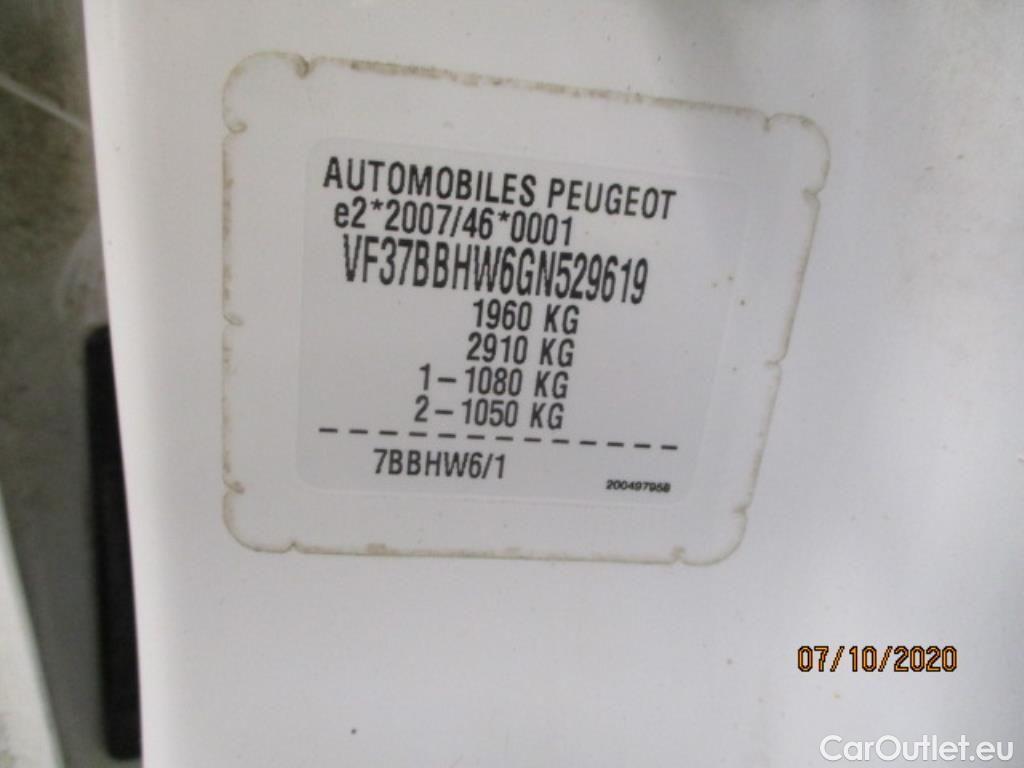 AUTOMOBILES PEUGEOT
e2*2007/46*0001
VF37BBHW6GN529619
1960 KG
2910 KG
1-1080 KG
2-1050 KG
7BBHW6/1
200497958
07/10/2020
CarOutlet.eu